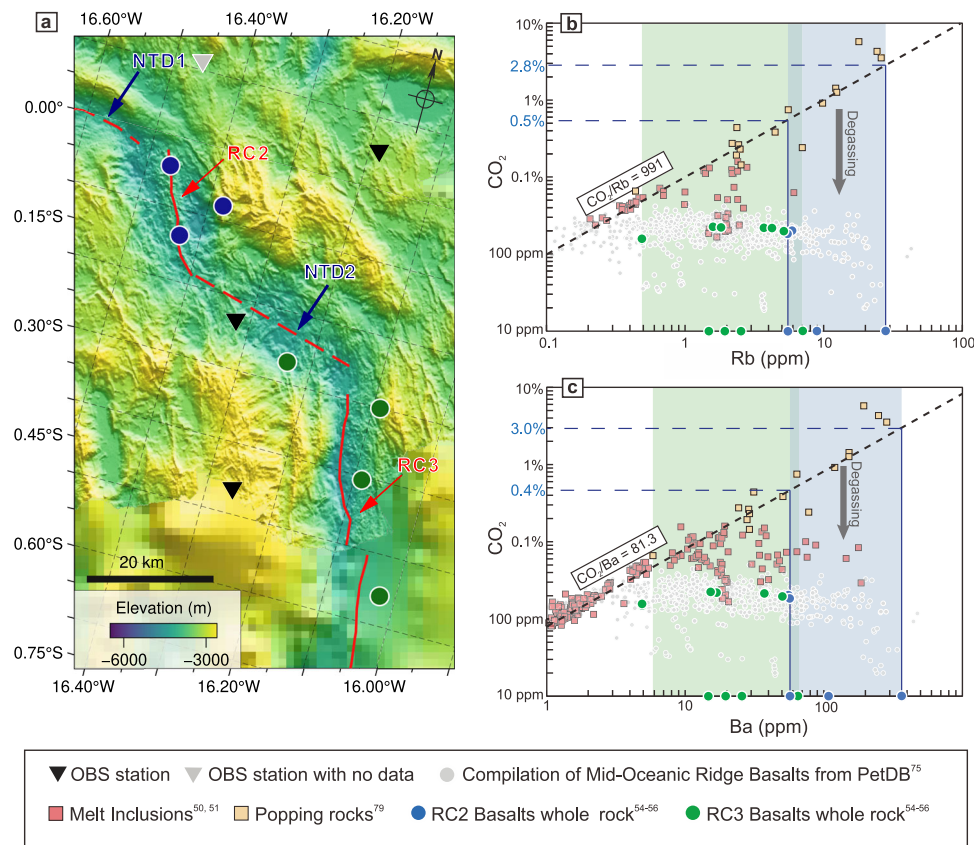 a
16.40°W
16.20°W
N
NTD1
0.00°
RC2
0.15°S
16.60°W
NTD2
0.30°S
0.45°S
RC3
0.60°S
20 km
Elevation (m)
−6000 −3000
0.75°S
16.40°W
16.20°W
16.00°W
b
10%
2.8%
1%
0.5%
CO2
0.1%
100 ppm
10 ppm
CO2/Rb = 991
Degassing
0.1 1 10 100
Rb (ppm)
c
10%
3.0%
1%
0.4%
CO2
0.1%
100 ppm
10 ppm
CO2/Ba = 81.3
Degassing
1 10 100
Ba (ppm)
OBS station OBS station with no data Compilation of Mid-Oceanic Ridge Basalts from PetDB75
Melt Inclusions50, 51 Popping rocks79 RC2 Basalts whole rock54-56 RC3 Basalts whole rock54-56